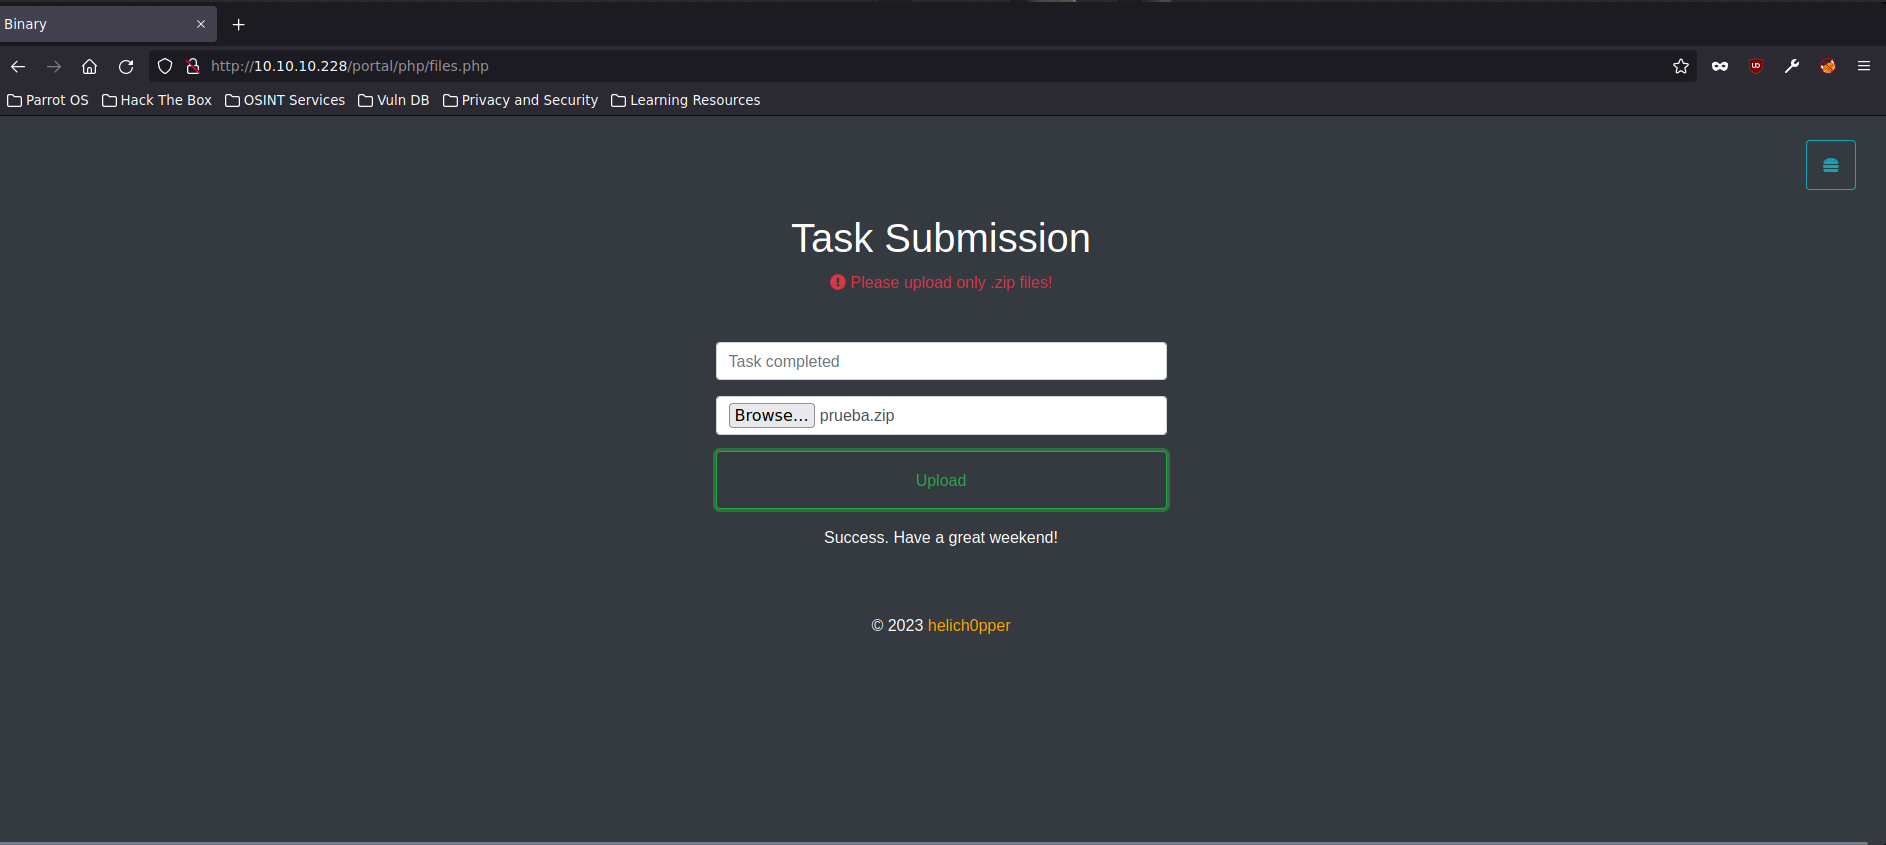 Binary
http://10.10.10.228/portal/php/files.php
Parrot OS Hack The Box OSINT Services Vuln DB Privacy and Security Learning Resources
Task Submission
Please upload only .zip files!
Task completed
Browse... prueba.zip
Upload
Success. Have a great weekend!
© 2023 helich0pper